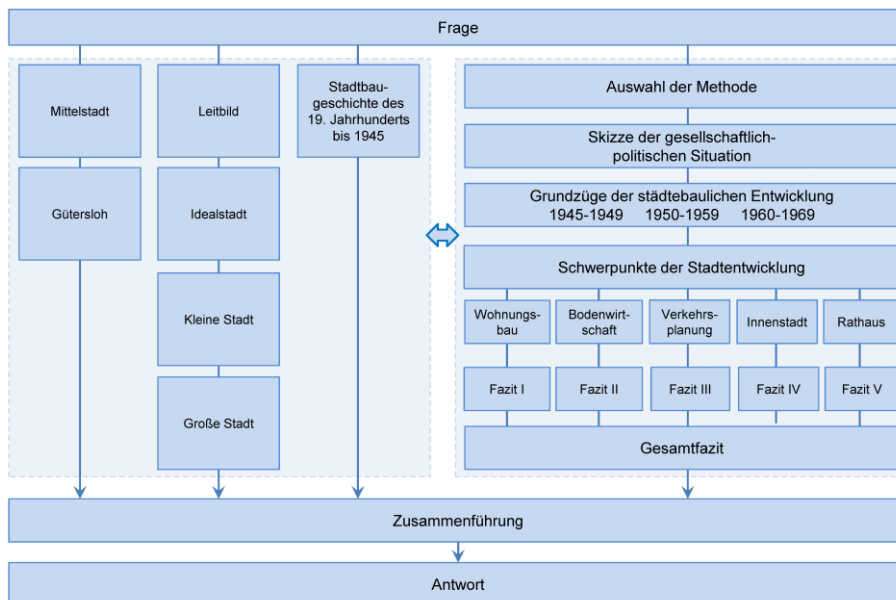 Frage
Mittelstadt
Gütersloh
Leitbild
Idealstadt
Kleine Stadt
Große Stadt
Stadtbau-
geschichte des
19. Jahrhunderts
bis 1945
Auswahl der Methode
Skizze der gesellschaftlich-
politischen Situation
Grundzüge der städtebaulichen Entwicklung
1945-1949 1950-1959 1960-1969
Schwerpunkte der Stadtentwicklung
Wohnungs-
bau
Bodenwirt-
schaft
Verkehrs-
planung
Innenstadt
Rathaus
Fazit I
Fazit II
Fazit III
Fazit IV
Fazit V
Gesamtfazit
Zusammenführung
Antwort